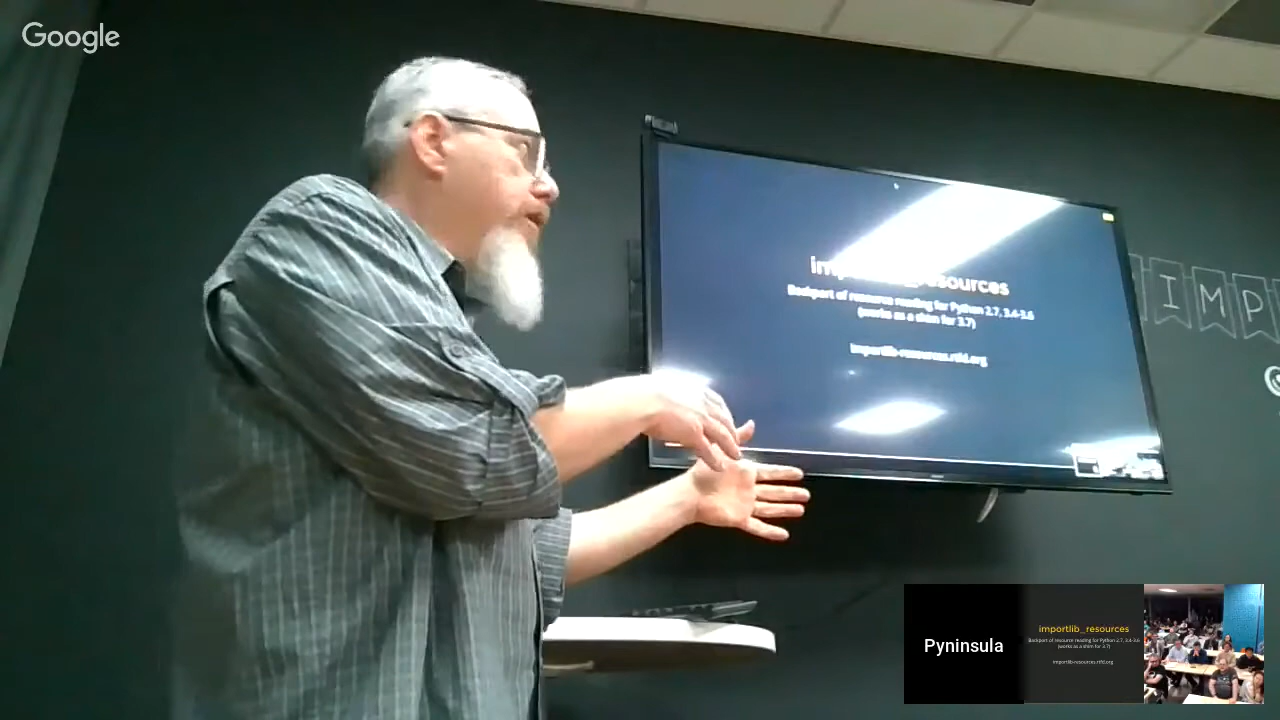 Google
importlib_resources
Backport of resource reading for Python 2.7, 3.4-3.6
(works as a shim for 3.7)
importlib-resources.rtfd.org
IMP
Pyninsula
importlib_resources
Backport of resource reading for Python 2.7, 3.4-3.6
(works as a shim for 3.7)
importlib-resources.rtfd.org